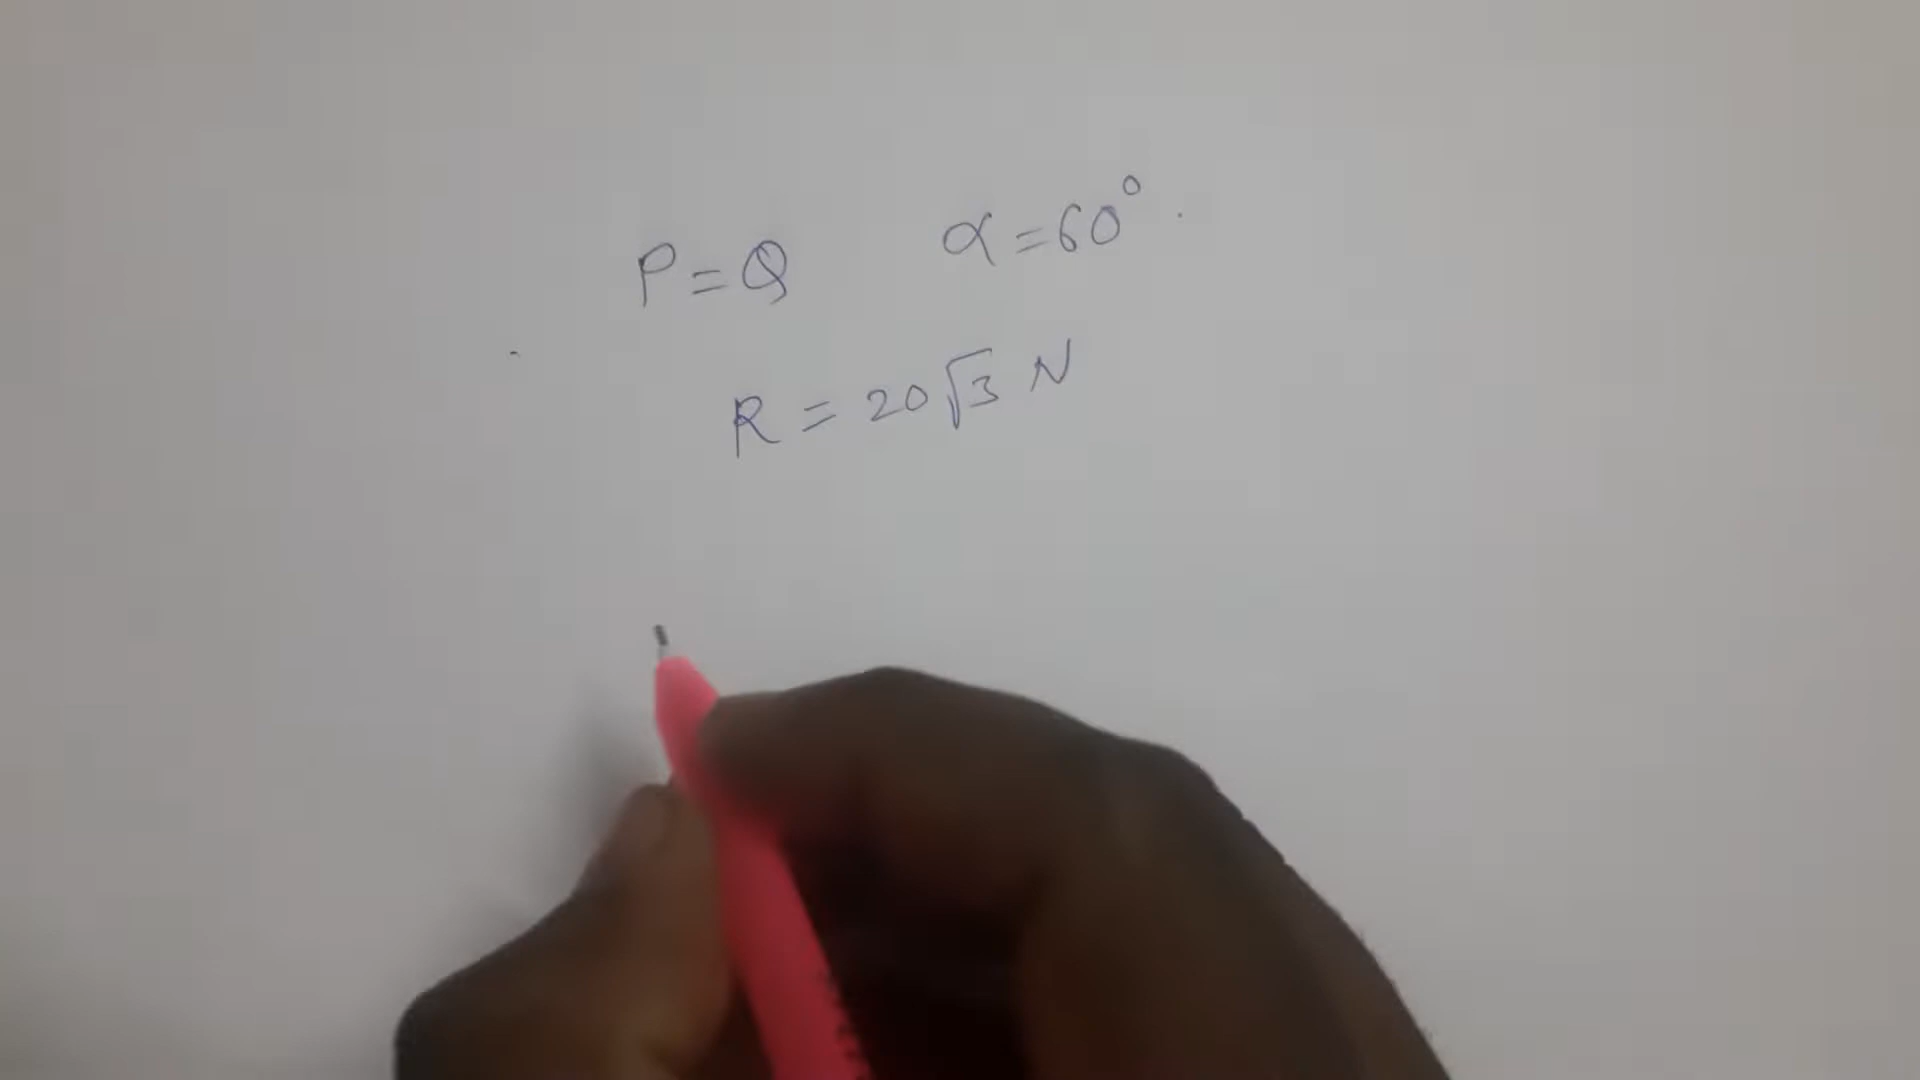 P = Q α = 60°.
R = 20√3 N